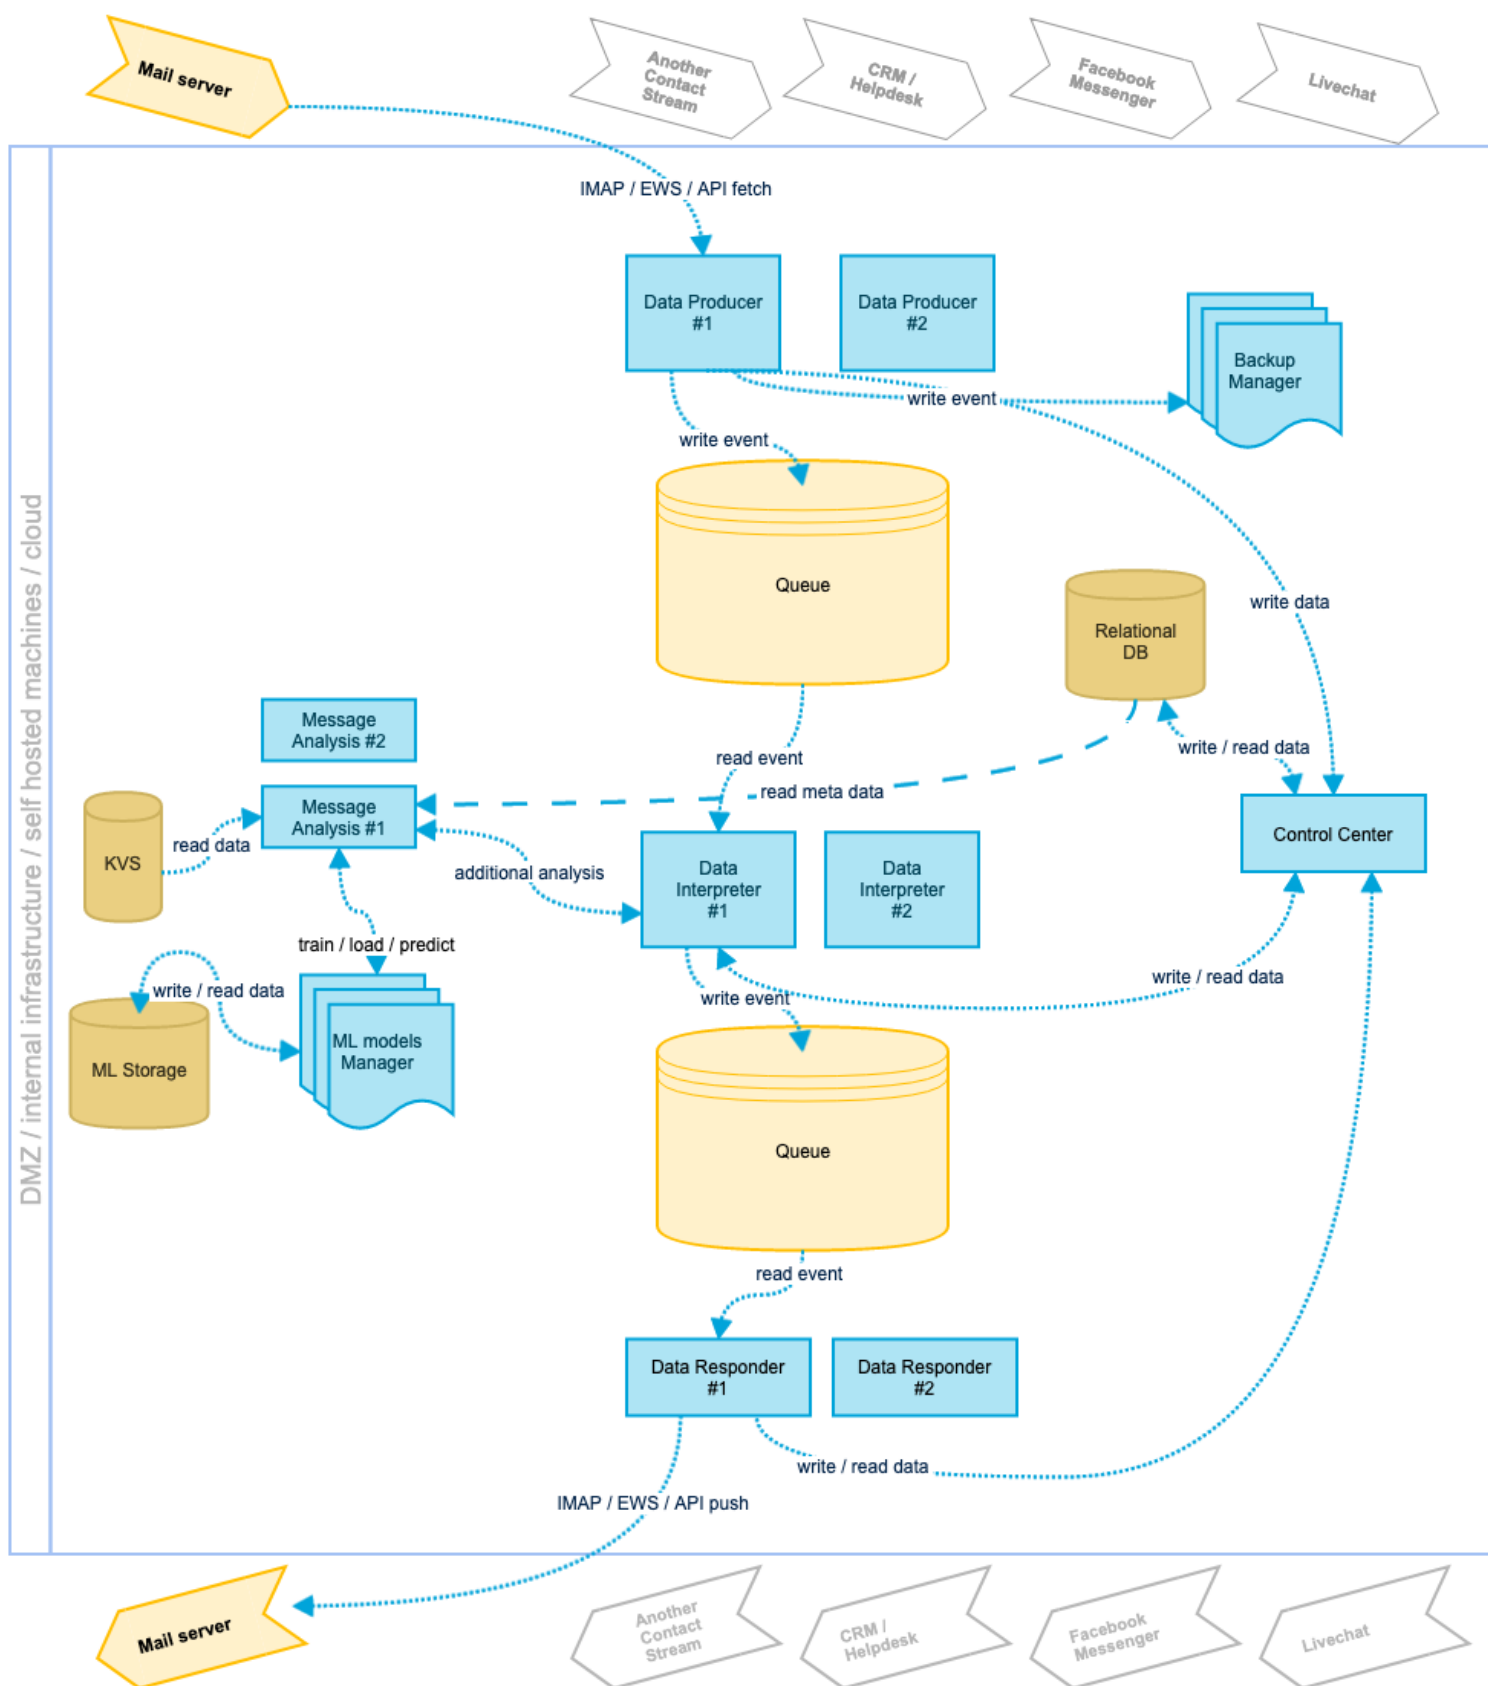 Mail server
Another
Contact
Stream
CRM /
Helpdesk
Facebook
Messenger
Livechat
DMZ / internal infrastructure / self hosted machines / cloud
IMAP / EWS / API fetch
Data Producer
#1
Data Producer
#2
Backup
Manager
write event
write event
Queue
Relational
DB
write data
Message
Analysis #2
read event
write / read data
read meta data
Message
Analysis #1
KVS
read data
Control Center
additional analysis
Data
Interpreter
#1
Data
Interpreter
#2
train / load / predict
write / read data
write / read data
write event
ML Storage
ML models
Manager
Queue
read event
Data Responder
#1
Data Responder
#2
write / read data
IMAP / EWS / API push
Mail server
Another
Contact
Stream
CRM /
Helpdesk
Facebook
Messenger
Livechat